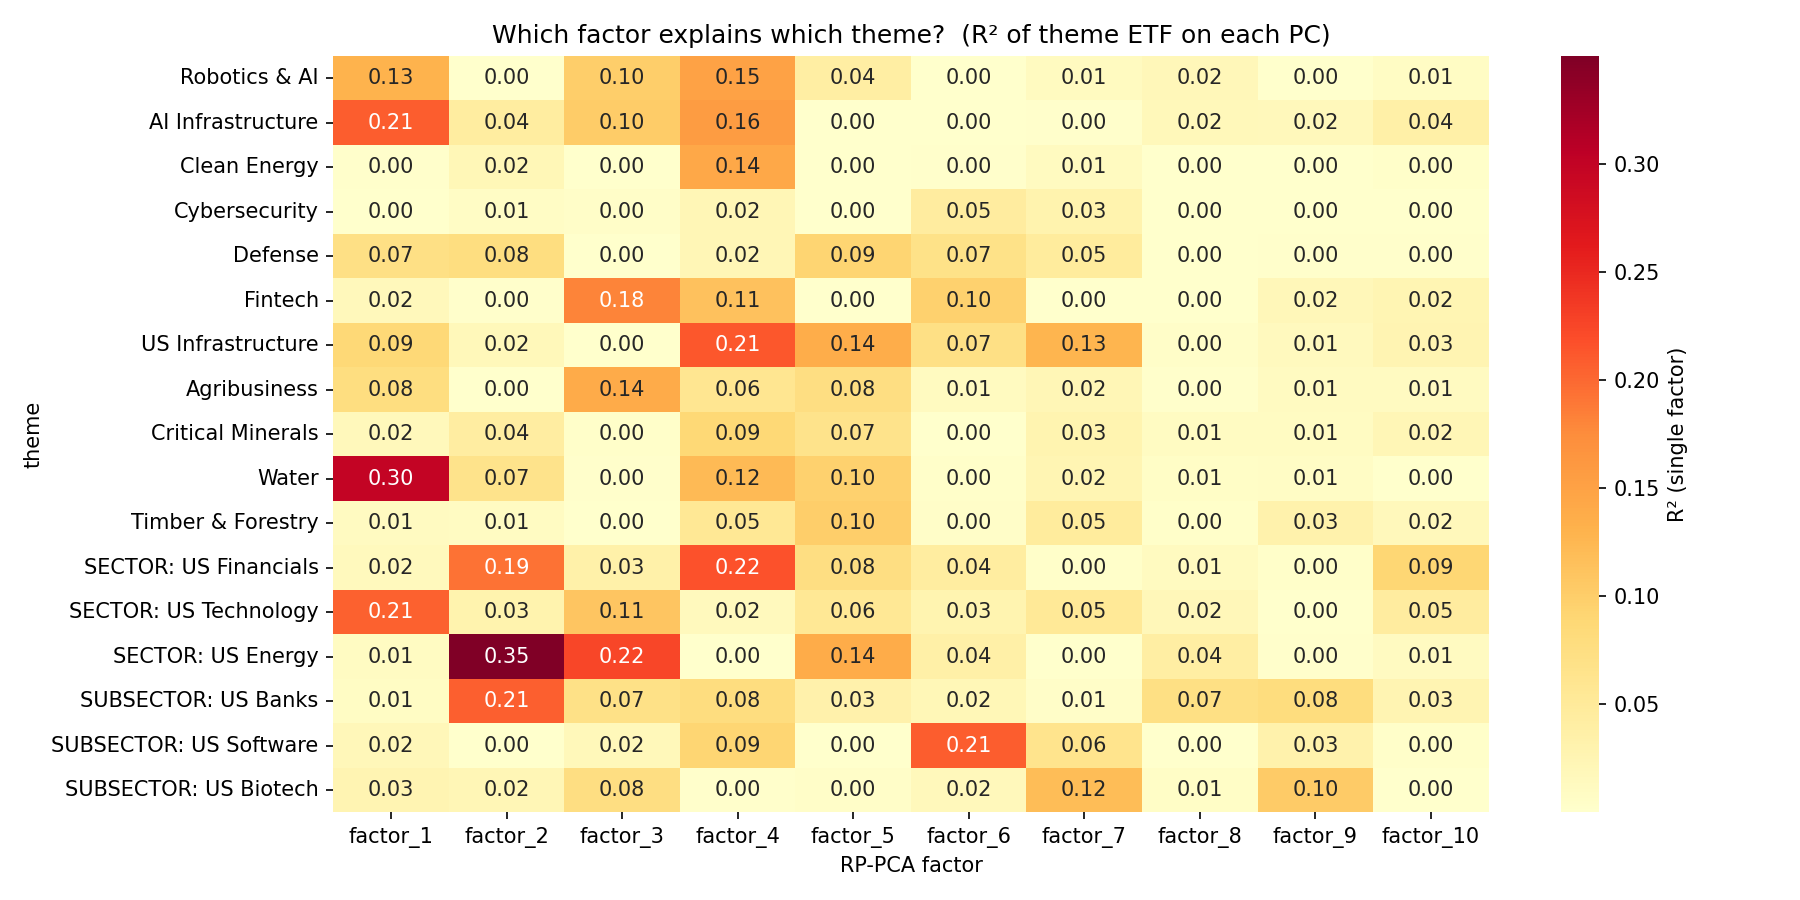 Which factor explains which theme?  (R² of theme ETF on each PC)
Robotics & AI 0.13 0.00 0.10 0.15 0.04 0.00 0.01 0.02 0.00 0.01
AI Infrastructure 0.21 0.04 0.10 0.16 0.00 0.00 0.00 0.02 0.02 0.04
Clean Energy 0.00 0.02 0.00 0.14 0.00 0.00 0.01 0.00 0.00 0.00
Cybersecurity 0.00 0.01 0.00 0.02 0.00 0.05 0.03 0.00 0.00 0.00
Defense 0.07 0.08 0.00 0.02 0.09 0.07 0.05 0.00 0.00 0.00
Fintech 0.02 0.00 0.18 0.11 0.00 0.10 0.00 0.00 0.02 0.02
US Infrastructure 0.09 0.02 0.00 0.21 0.14 0.07 0.13 0.00 0.01 0.03
Agribusiness 0.08 0.00 0.14 0.06 0.08 0.01 0.02 0.00 0.01 0.01
Critical Minerals 0.02 0.04 0.00 0.09 0.07 0.00 0.03 0.01 0.01 0.02
Water 0.30 0.07 0.00 0.12 0.10 0.00 0.02 0.01 0.01 0.00
Timber & Forestry 0.01 0.01 0.00 0.05 0.10 0.00 0.05 0.00 0.03 0.02
SECTOR: US Financials 0.02 0.19 0.03 0.22 0.08 0.04 0.00 0.01 0.00 0.09
SECTOR: US Technology 0.21 0.03 0.11 0.02 0.06 0.03 0.05 0.02 0.00 0.05
SECTOR: US Energy 0.01 0.35 0.22 0.00 0.14 0.04 0.00 0.04 0.00 0.01
SUBSECTOR: US Banks 0.01 0.21 0.07 0.08 0.03 0.02 0.01 0.07 0.08 0.03
SUBSECTOR: US Software 0.02 0.00 0.02 0.09 0.00 0.21 0.06 0.00 0.03 0.00
SUBSECTOR: US Biotech 0.03 0.02 0.08 0.00 0.00 0.02 0.12 0.01 0.10 0.00
factor_1 factor_2 factor_3 factor_4 factor_5 factor_6 factor_7 factor_8 factor_9 factor_10
RP-PCA factor
theme
0.30
0.25
0.20
0.15
0.10
0.05
R² (single factor)